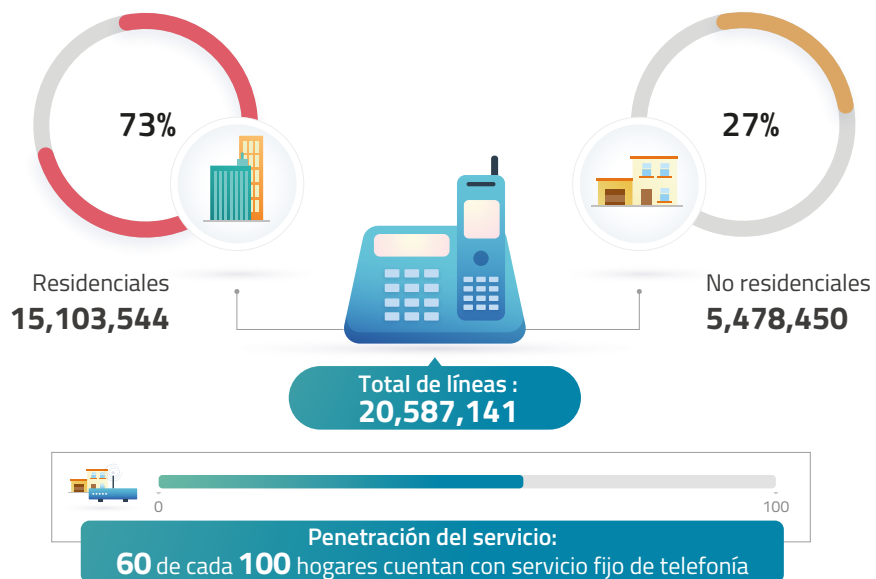 73%
27%
Residenciales
15,103,544
No residenciales
5,478,450
Total de líneas :
20,587,141
0
100
Penetración del servicio:
60 de cada 100 hogares cuentan con servicio fijo de telefonía